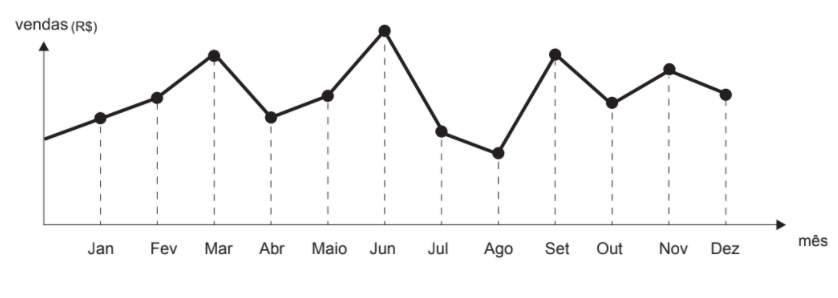 vendas (R$)
Jan Fev Mar Abr Maio Jun Jul Ago Set Out Nov Dez
mês